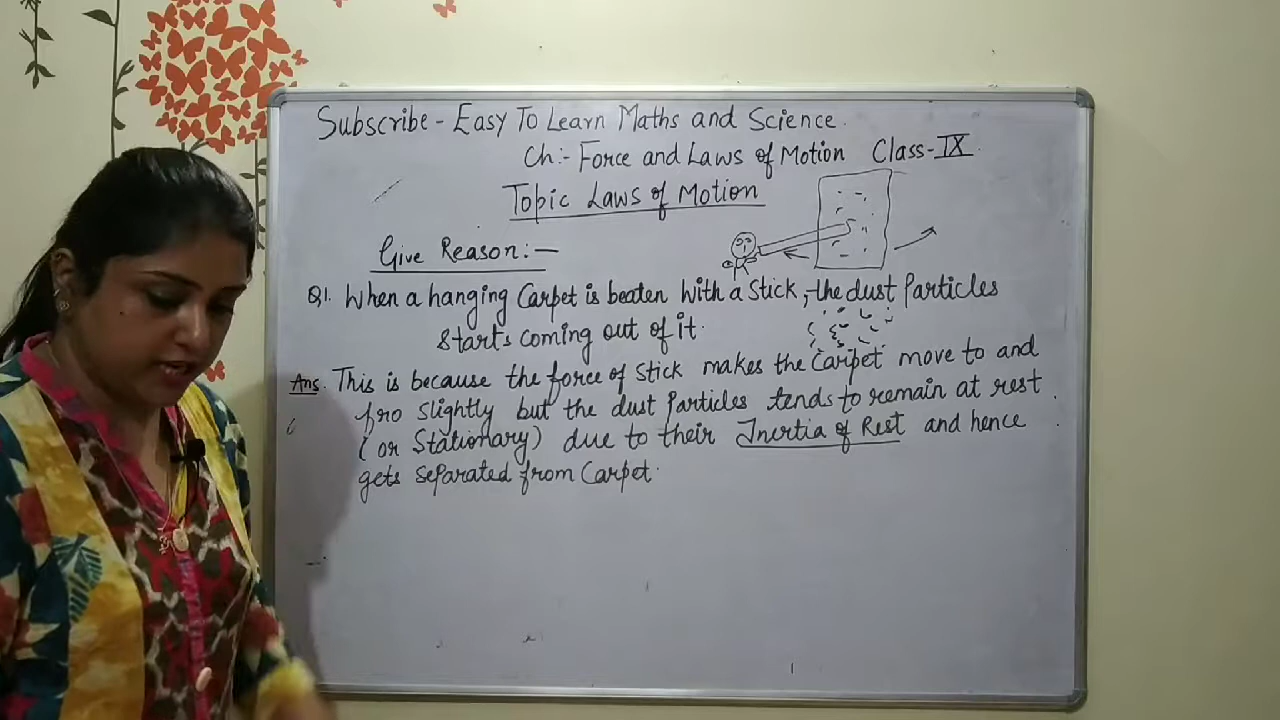 Subscribe - Easy To Learn Maths and Science.
Ch:- Force and Laws of Motion Class-IX
Topic Laws of Motion
Give Reason:-
Q1. When a hanging Carpet is beaten with a Stick, the dust Particles
starts coming out of it.
Ans. This is because the force of Stick makes the Carpet move to and
fro slightly but the dust Particles tends to remain at rest.
(or Stationary) due to their Inertia of Rest and hence
gets separated from Carpet.